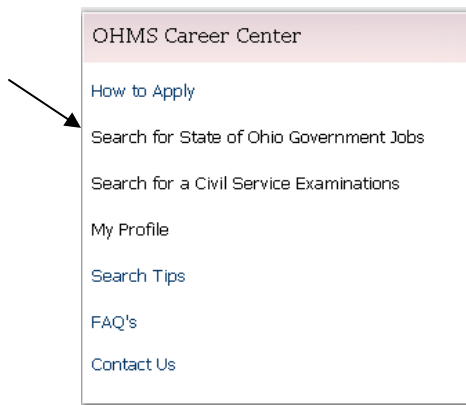 OHMS Career Center
How to Apply
Search for State of Ohio Government Jobs
Search for a Civil Service Examinations
My Profile
Search Tips
FAQ's
Contact Us